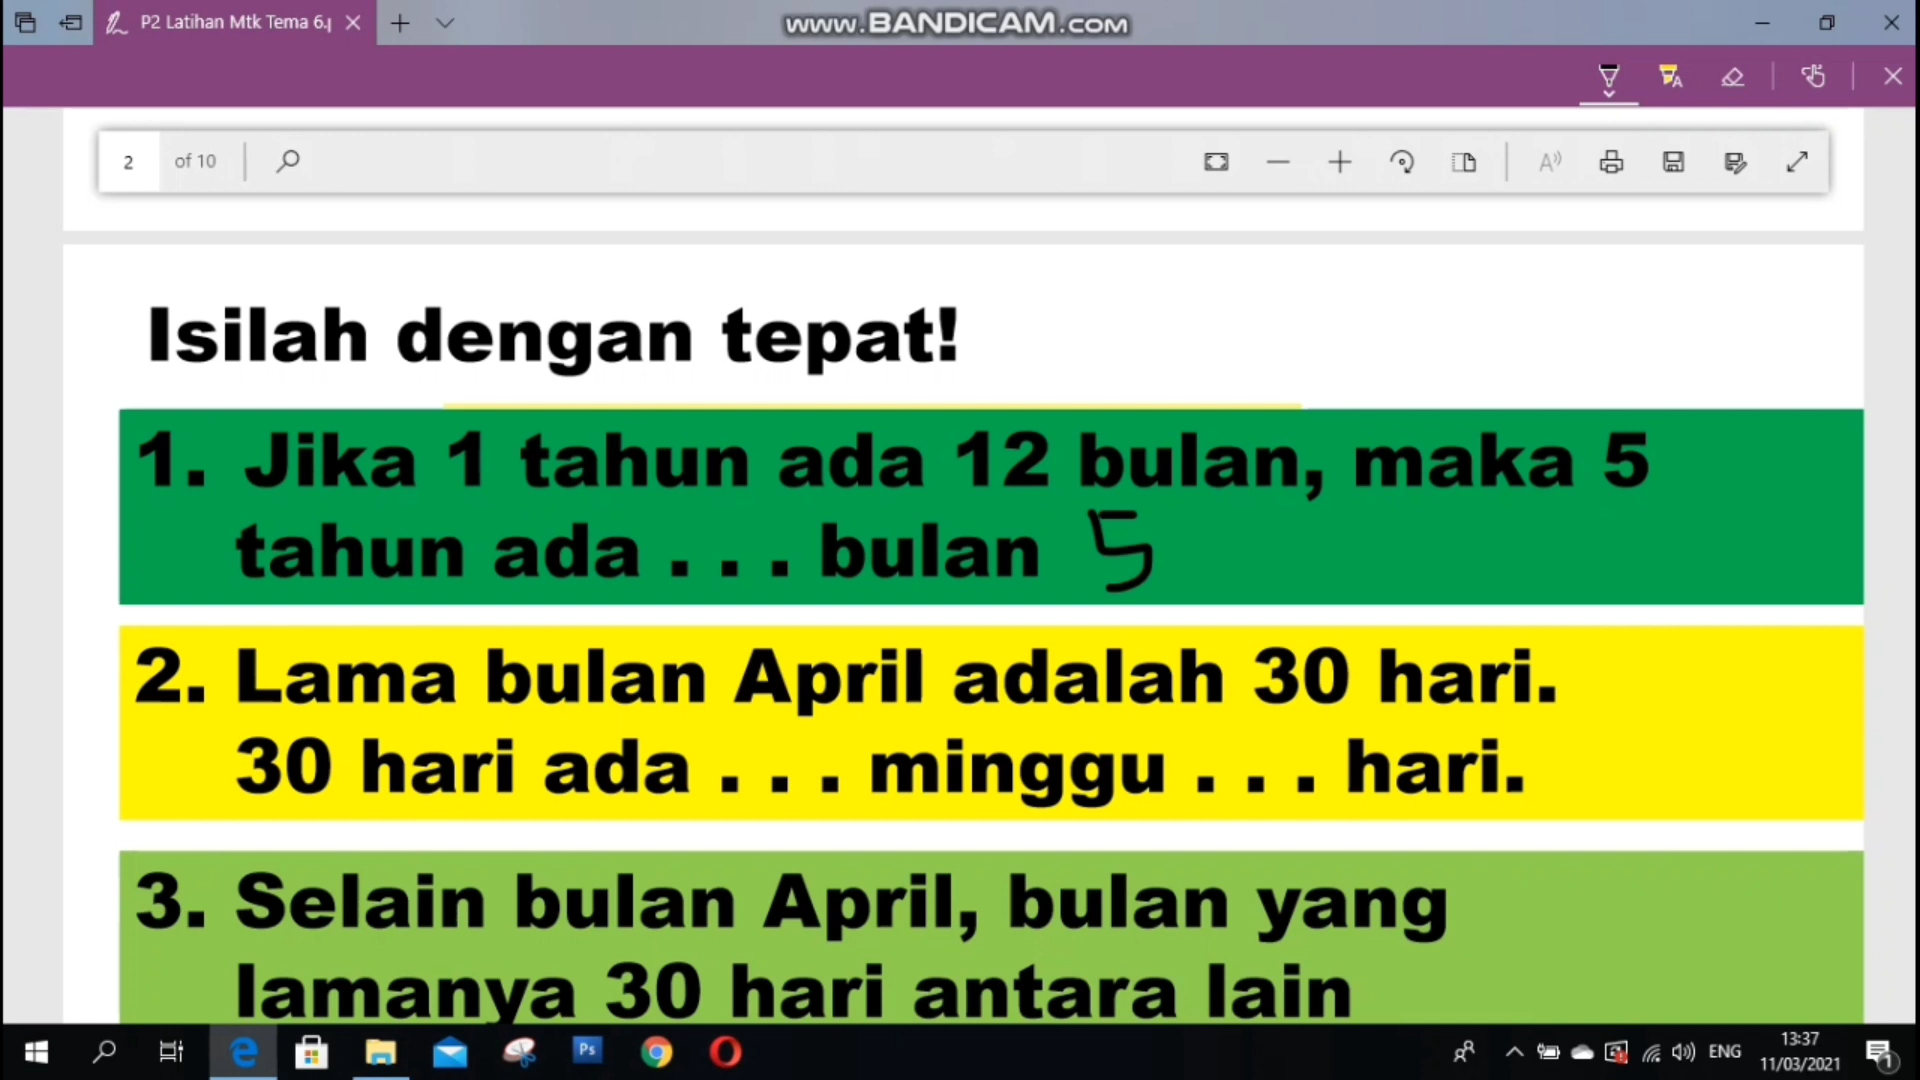 P2 Latihan Mtk Tema 6.p
www.BANDICAM.com
2 of 10
Isilah dengan tepat!
1. Jika 1 tahun ada 12 bulan, maka 5
tahun ada . . . bulan 5
2. Lama bulan April adalah 30 hari.
30 hari ada . . . minggu . . . hari.
3. Selain bulan April, bulan yang
lamanya 30 hari antara lain
Ps
ENG
13:37
11/03/2021
1